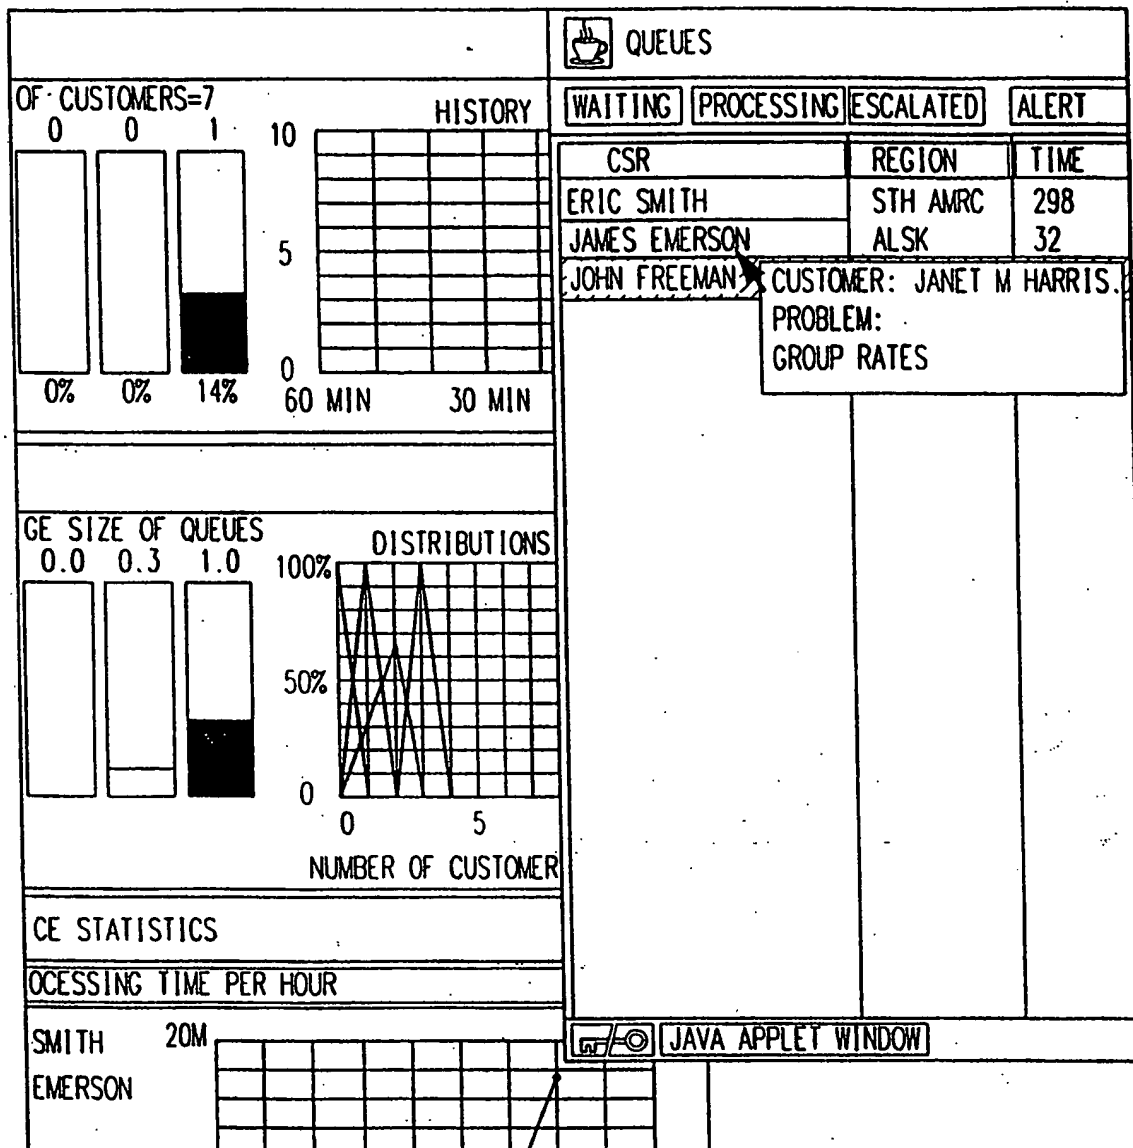 QUEUES
WAITING PROCESSING ESCALATED ALERT
CSR REGION TIME
ERIC SMITH STH AMRC 298
JAMES EMERSON ALSK 32
JOHN FREEMAN
CUSTOMER: JANET M HARRIS.
PROBLEM:
GROUP RATES
JAVA APPLET WINDOW
OF CUSTOMERS=7
0 0 1
0% 0% 14%
HISTORY
10
5
0
60 MIN 30 MIN
GE SIZE OF QUEUES
0.0 0.3 1.0
DISTRIBUTIONS
100%
50%
0
0 5
NUMBER OF CUSTOMER
CE STATISTICS
OCESSING TIME PER HOUR
SMITH 20M
EMERSON